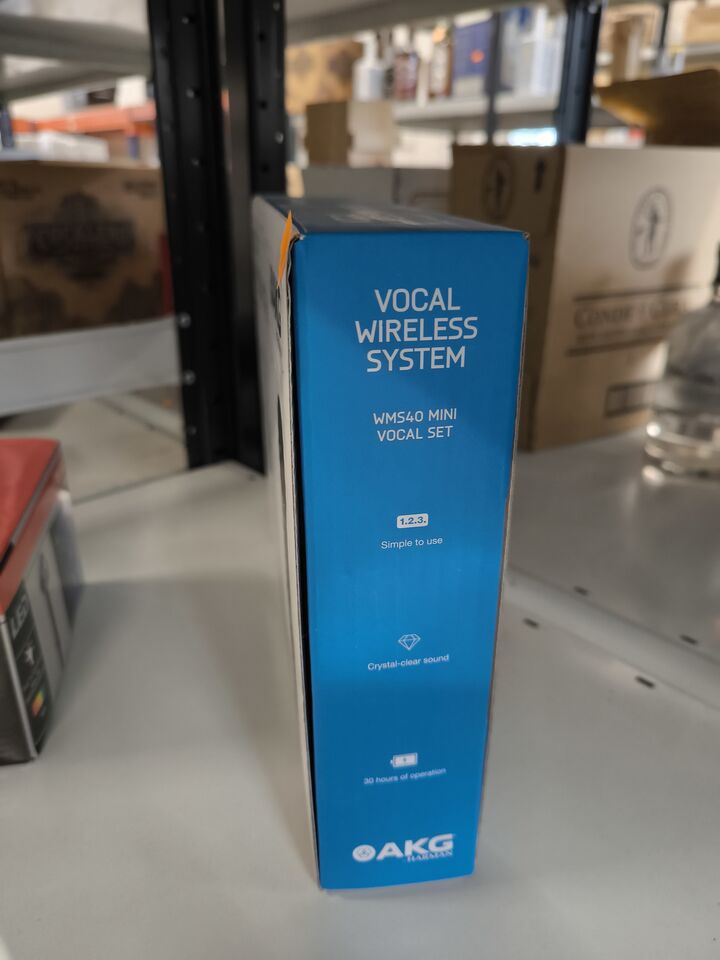 VOCAL
WIRELESS
SYSTEM
WMS40 MINI
VOCAL SET
1.2.3.
Simple to use
Crystal-clear sound
30 hours of operation
AKG
HARMAN